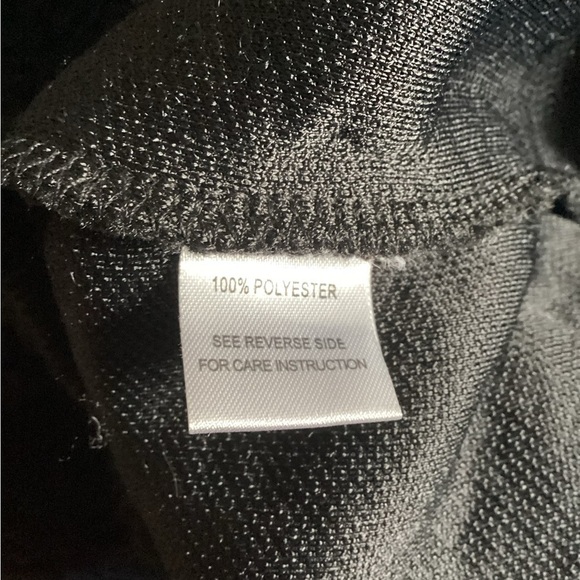 100% POLYESTER
SEE REVERSE SIDE
FOR CARE INSTRUCTION